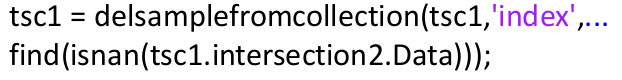 tsc1 = delsamplefromcollection(tsc1,'index',...
find(isnan(tsc1.intersection2.Data)));